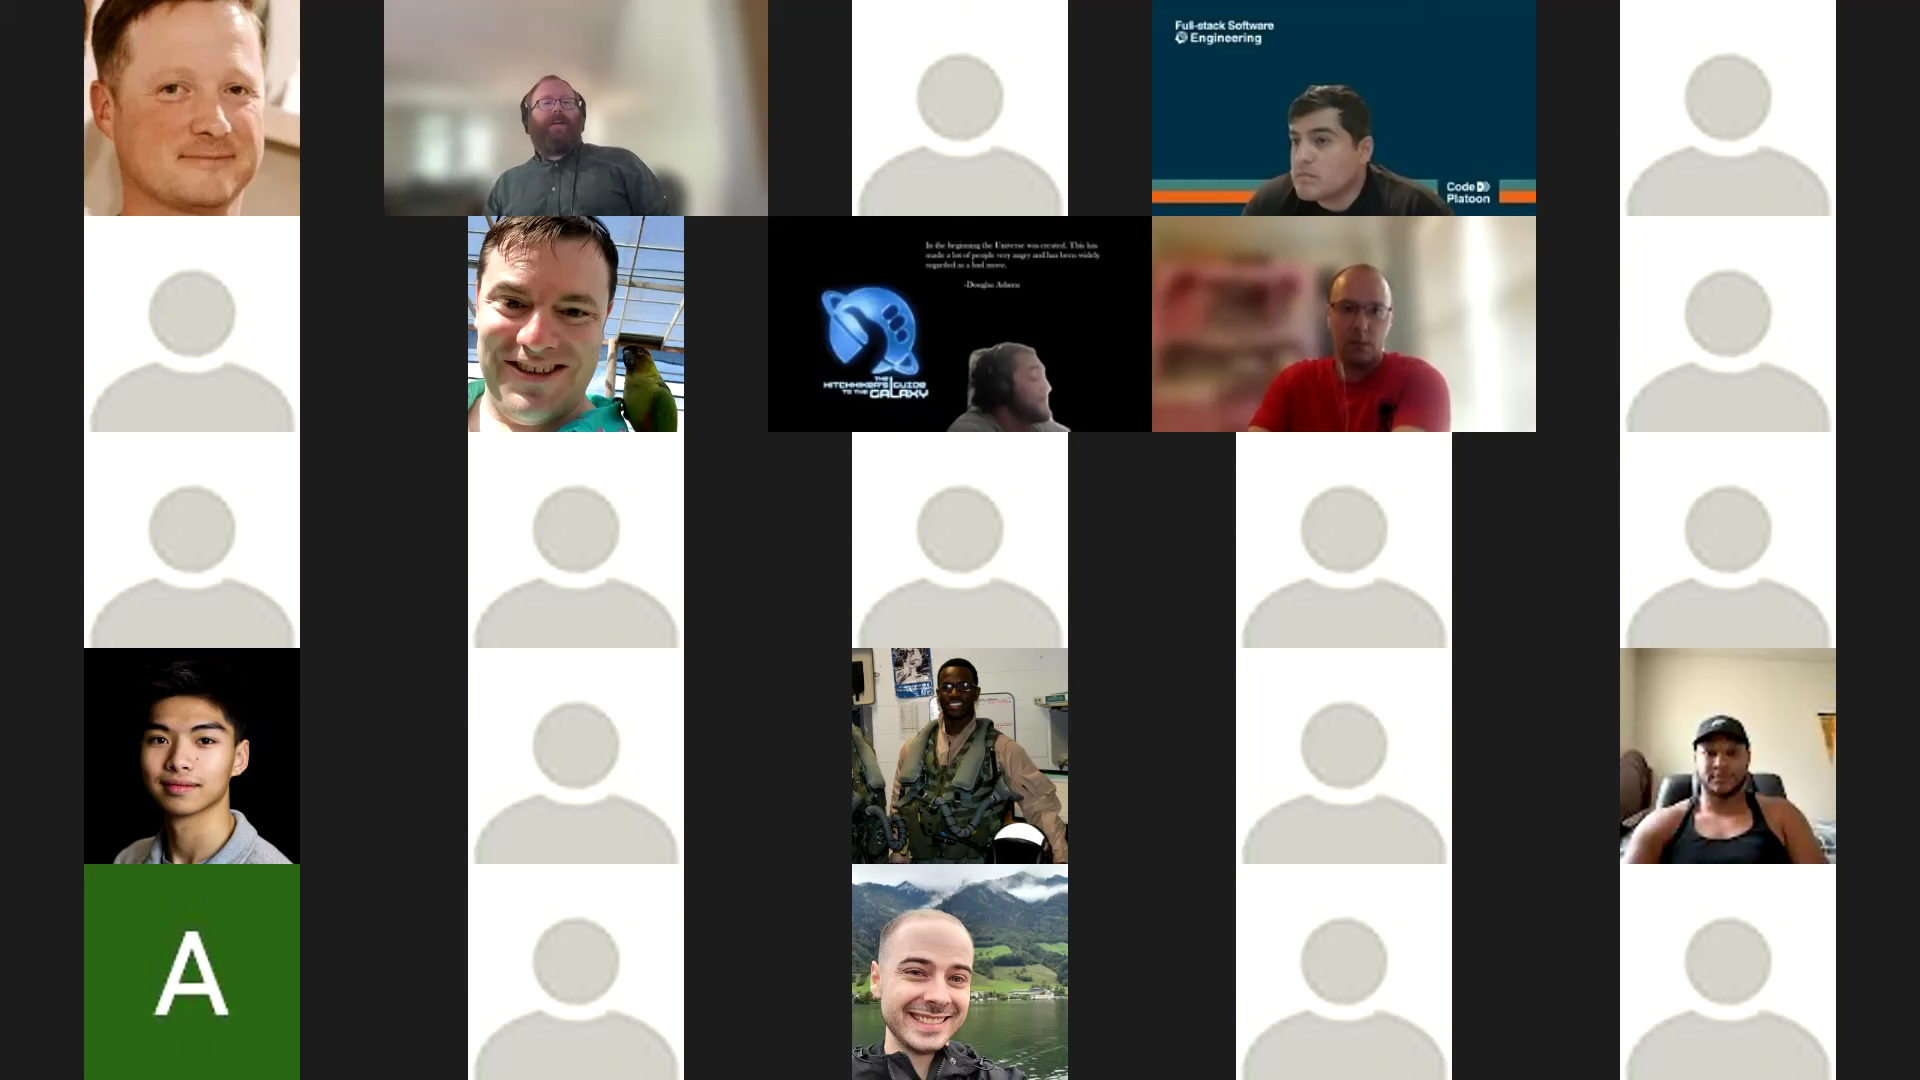 Full-stack Software
Engineering
Code
Platoon
In the beginning the Universe was created. This has
made a lot of people very angry and has been widely
regarded as a bad move.
-Douglas Adams
THE
HITCHHIKER'S GUIDE
TO THE GALAXY
A